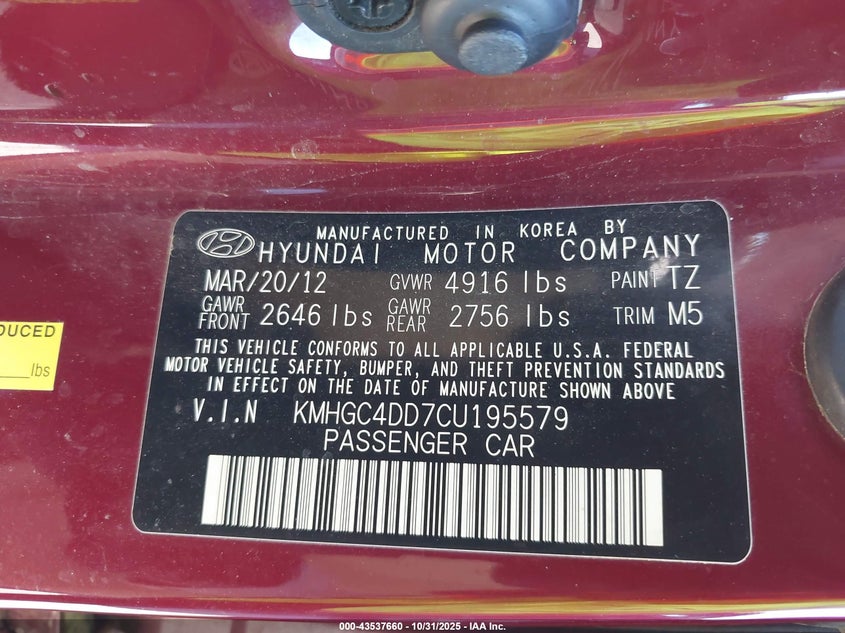 MANUFACTURED IN KOREA BY
HYUNDAI MOTOR COMPANY
MAR/20/12 GVWR 4916 lbs PAINT TZ
GAWR FRONT 2646 lbs GAWR REAR 2756 lbs TRIM M5
THIS VEHICLE CONFORMS TO ALL APPLICABLE U.S.A. FEDERAL
MOTOR VEHICLE SAFETY, BUMPER, AND THEFT PREVENTION STANDARDS
IN EFFECT ON THE DATE OF MANUFACTURE SHOWN ABOVE
V.I.N KMHGC4DD7CU195579
PASSENGER CAR
DUCED
lbs
000-43537660 - 10/31/2025 - IAA Inc.